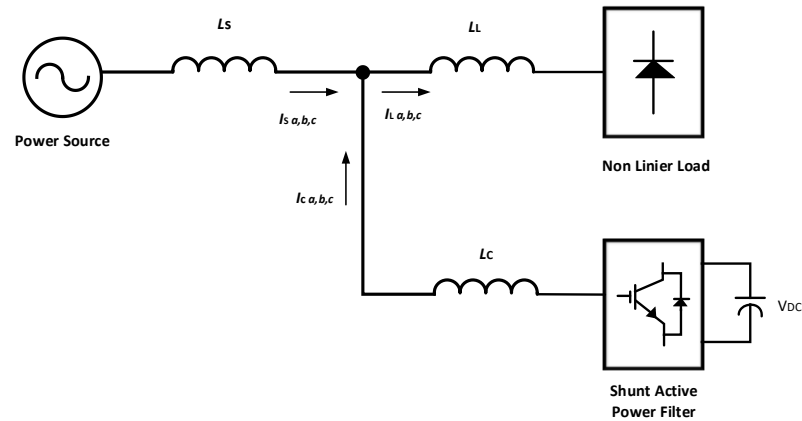 LS
LL
IS a,b,c
IL a,b,c
Power Source
Non Linier Load
IC a,b,c
LC
VDC
Shunt Active
Power Filter